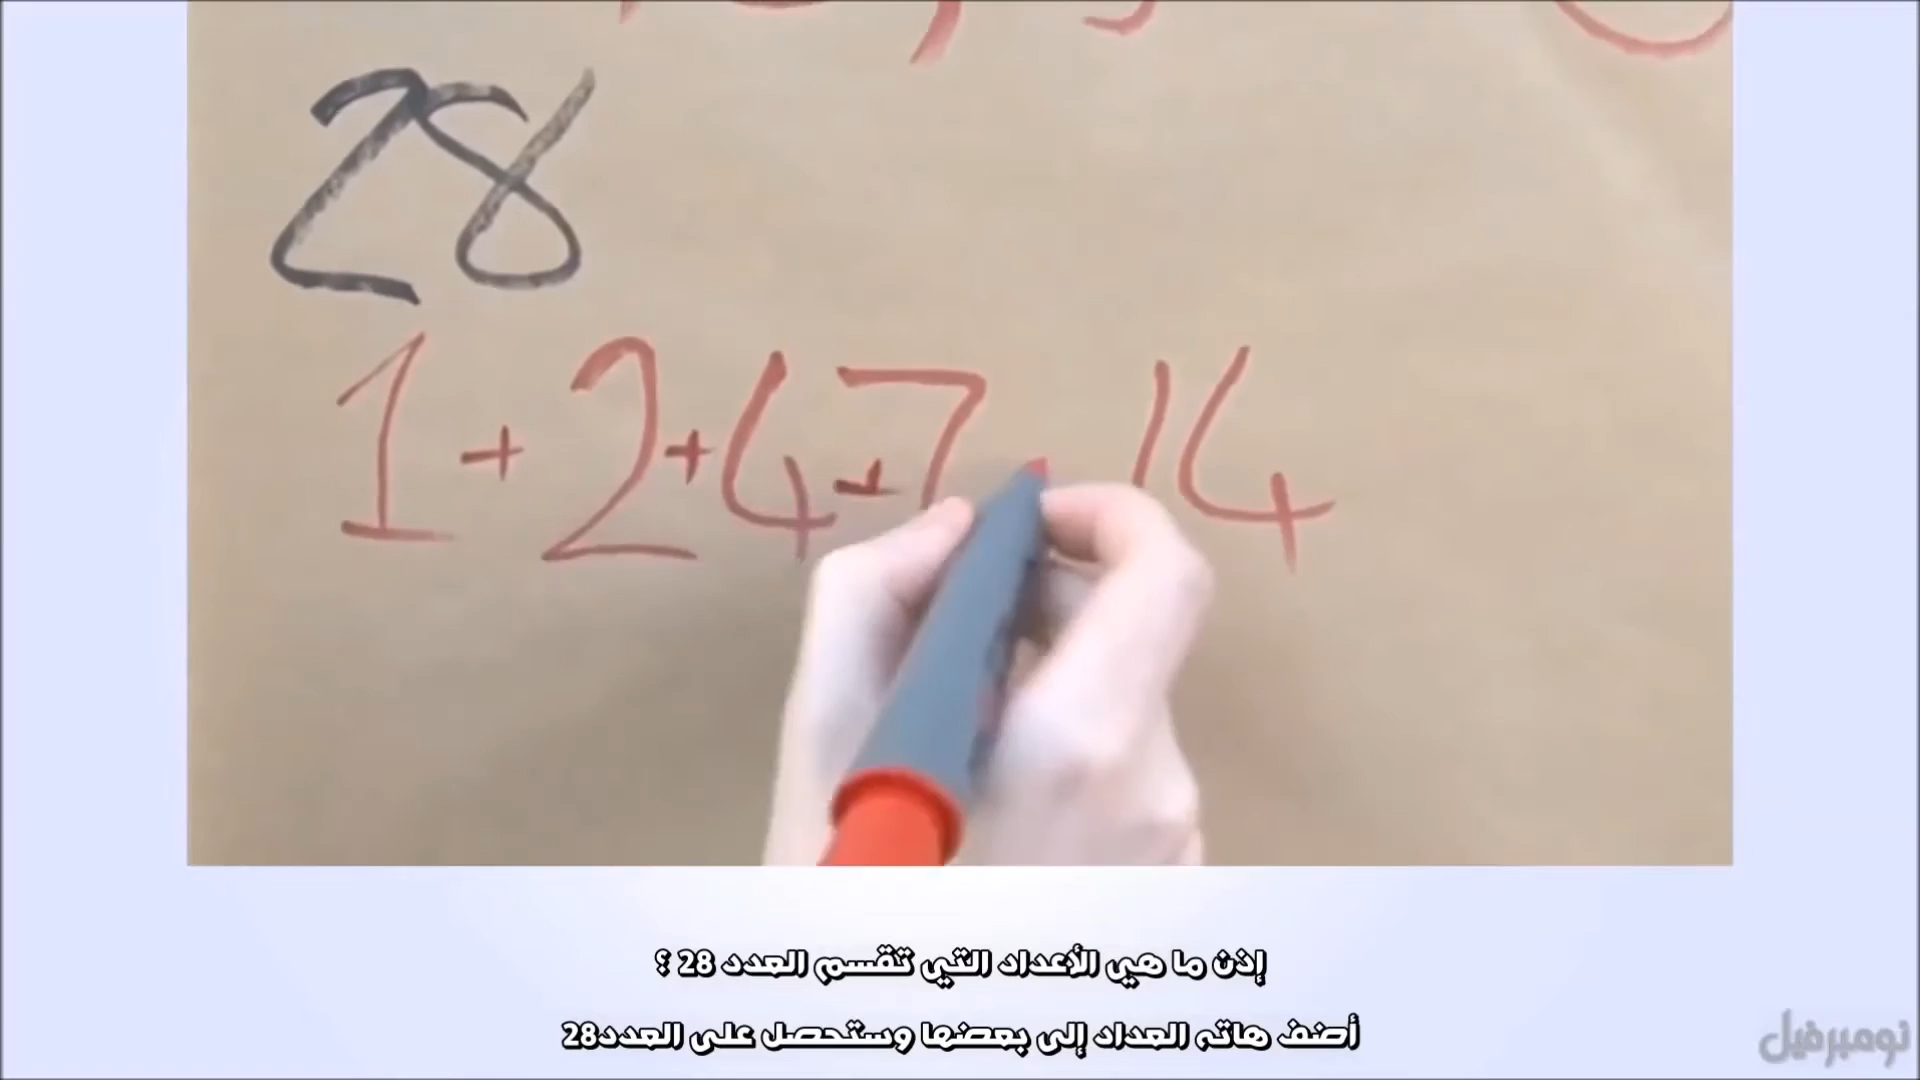 28
1 + 2 + 4 + 7 14
إذن ما هي الأعداد التي تقسم العدد 28 ؟
أضف هاته العداد إلى بعضها وستحصل على العدد28
نومبرفيل